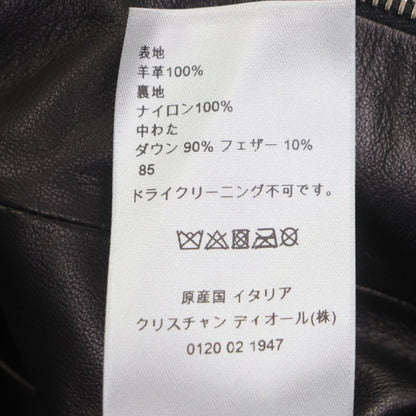 表地
羊革100%
裏地
ナイロン100%
中わた
ダウン 90% フェザー 10%
85
ドライクリーニング不可です。
原産国 イタリア
クリスチャン ディオール(株)
0120 02 1947